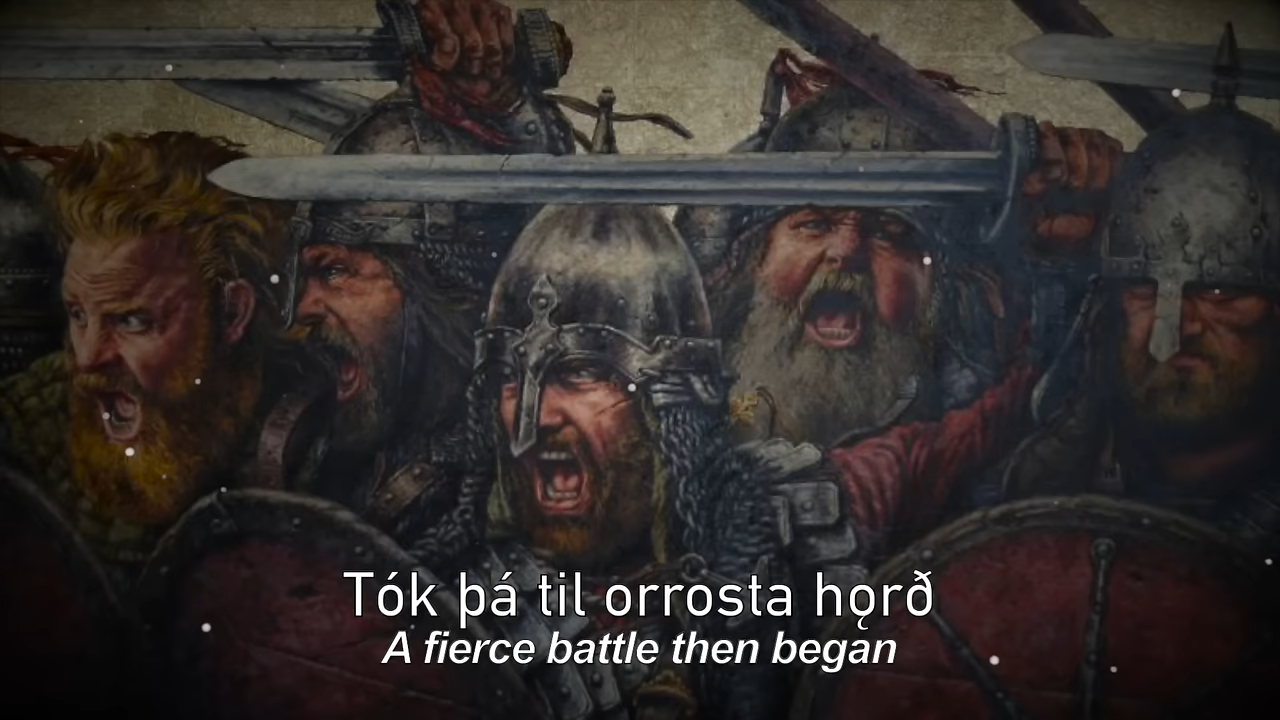 Tók þá til orrosta hǫrð
A fierce battle then began